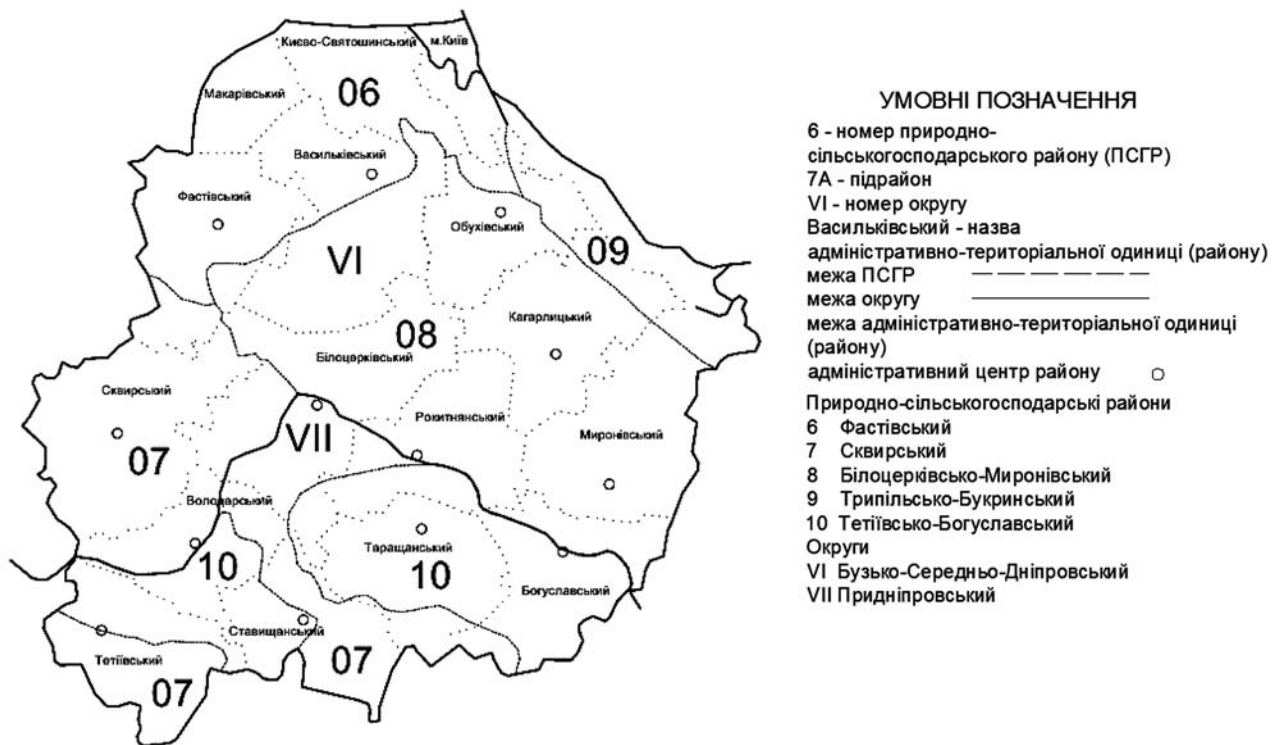 Києво-Святошинський
м.Київ
Макарівський
06
Васильківський
Фастівський
Обухівський
VI
09
Кагарлицький
08
Білоцерківський
Сквирський
Рокитнянський
VII
Миронівський
07
Володарський
Таращанський
10
10
Богуславський
Ставищанський
07
Тетіївський
07
УМОВНІ ПОЗНАЧЕННЯ
6 - номер природно-
сільськогосподарського району (ПСГР)
7А - підрайон
VI - номер округу
Васильківський - назва
адміністративно-територіальної одиниці (району)
межа ПСГР
межа округу
межа адміністративно-територіальної одиниці
(району)
адміністративний центр району
Природно-сільськогосподарські райони
6 Фастівський
7 Сквирський
8 Білоцерківсько-Миронівський
9 Трипільсько-Букринський
10 Тетіївсько-Богуславський
Округи
VI Бузько-Середньо-Дніпровський
VII Придніпровський